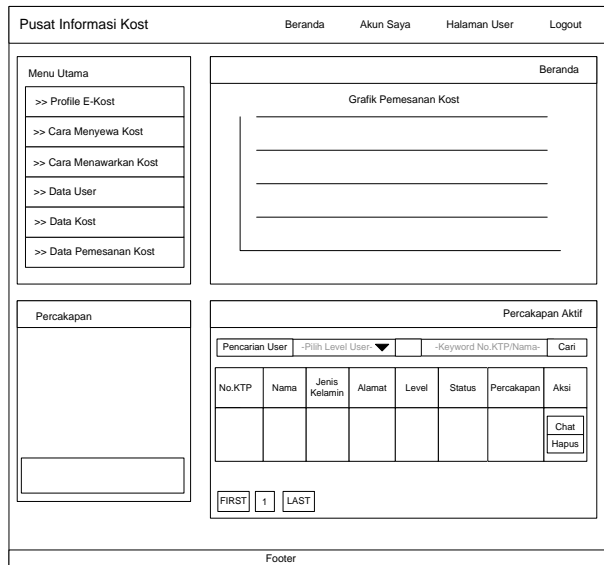 Pusat Informasi Kost
Beranda
Akun Saya
Halaman User
Logout
Menu Utama
>> Profile E-Kost
>> Cara Menyewa Kost
>> Cara Menawarkan Kost
>> Data User
>> Data Kost
>> Data Pemesanan Kost
Beranda
Grafik Pemesanan Kost
Percakapan
Percakapan Aktif
Pencarian User
-Pilih Level User-
-Keyword No.KTP/Nama-
Cari
No.KTP
Nama
Jenis
Kelamin
Alamat
Level
Status
Percakapan
Aksi
Chat
Hapus
FIRST
1
LAST
Footer